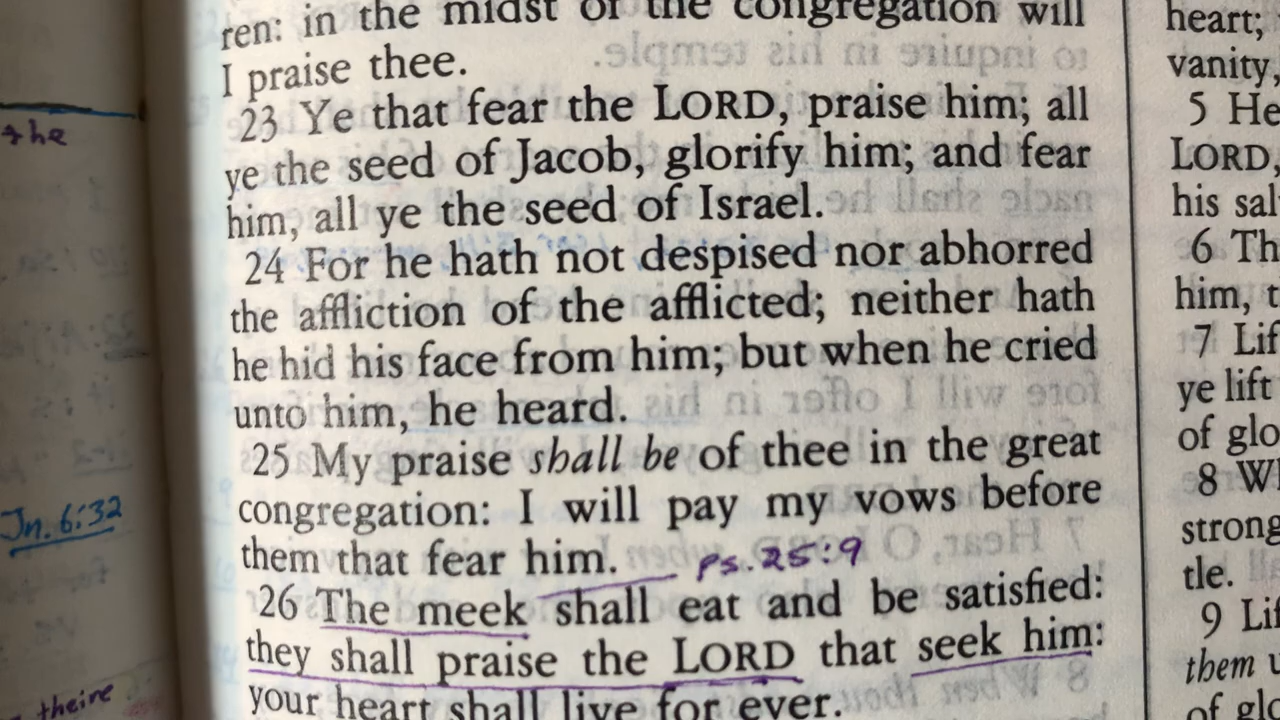 the
Jn. 6:32
theire
ren: in the midst of the congregation will
I praise thee.
23 Ye that fear the LORD, praise him; all
ye the seed of Jacob, glorify him; and fear
him, all ye the seed of Israel.
24 For he hath not despised nor abhorred
the affliction of the afflicted; neither hath
he hid his face from him; but when he cried
unto him, he heard.
25 My praise shall be of thee in the great
congregation: I will pay my vows before
them that fear him.
Ps. 25:9
26 The meek shall eat and be satisfied:
they shall praise the LORD that seek him:
your heart shall live for ever.
heart;
vanity,
5 He
LORD,
his sal
6 Th
him, t
7 Lif
ye lift
of glo
8 Wh
strong
tle.
9 Lif
them u
of glo